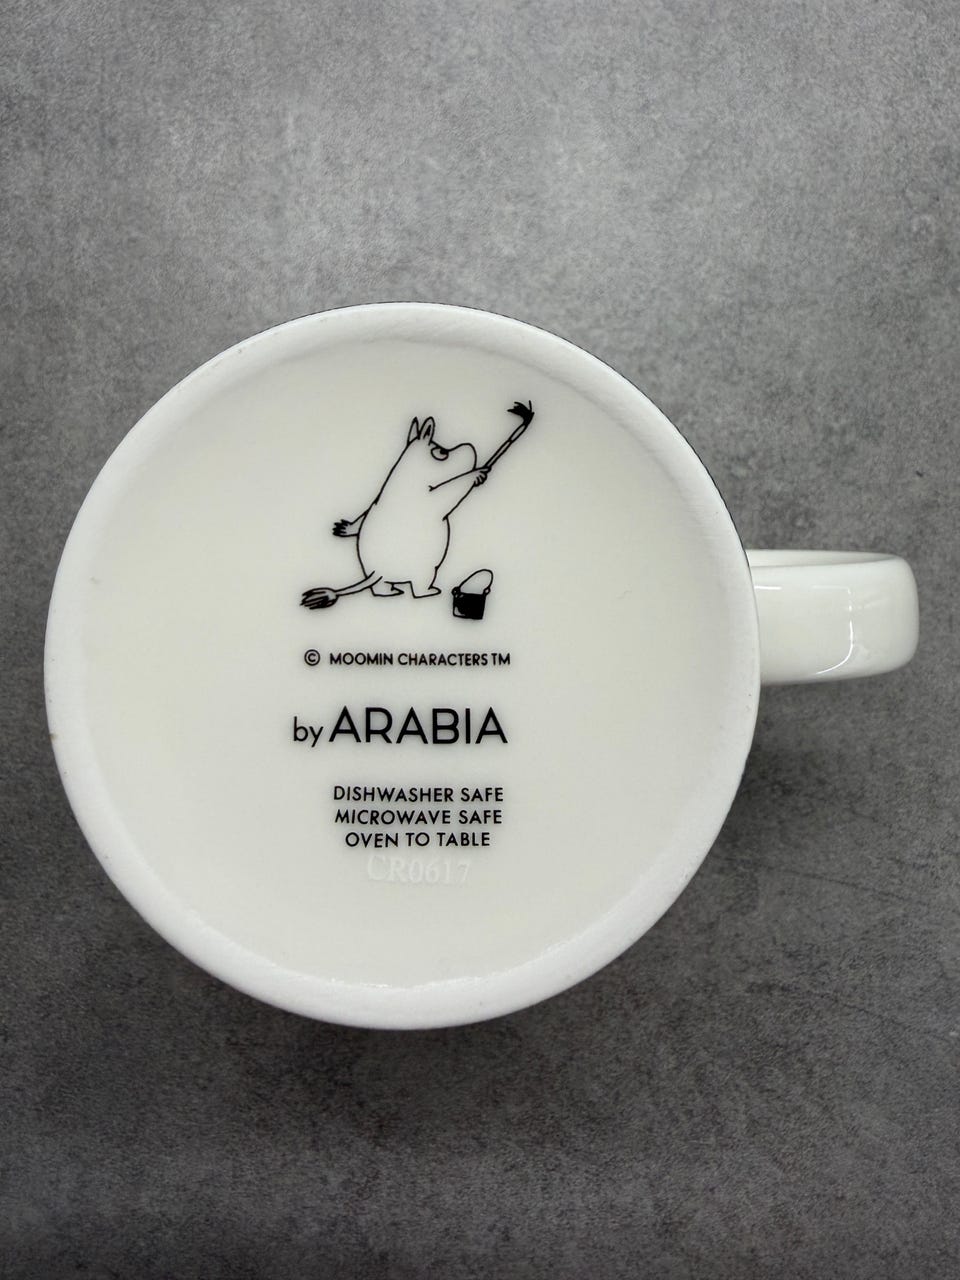 © MOOMIN CHARACTERS TM
by ARABIA
DISHWASHER SAFE
MICROWAVE SAFE
OVEN TO TABLE
CR0617